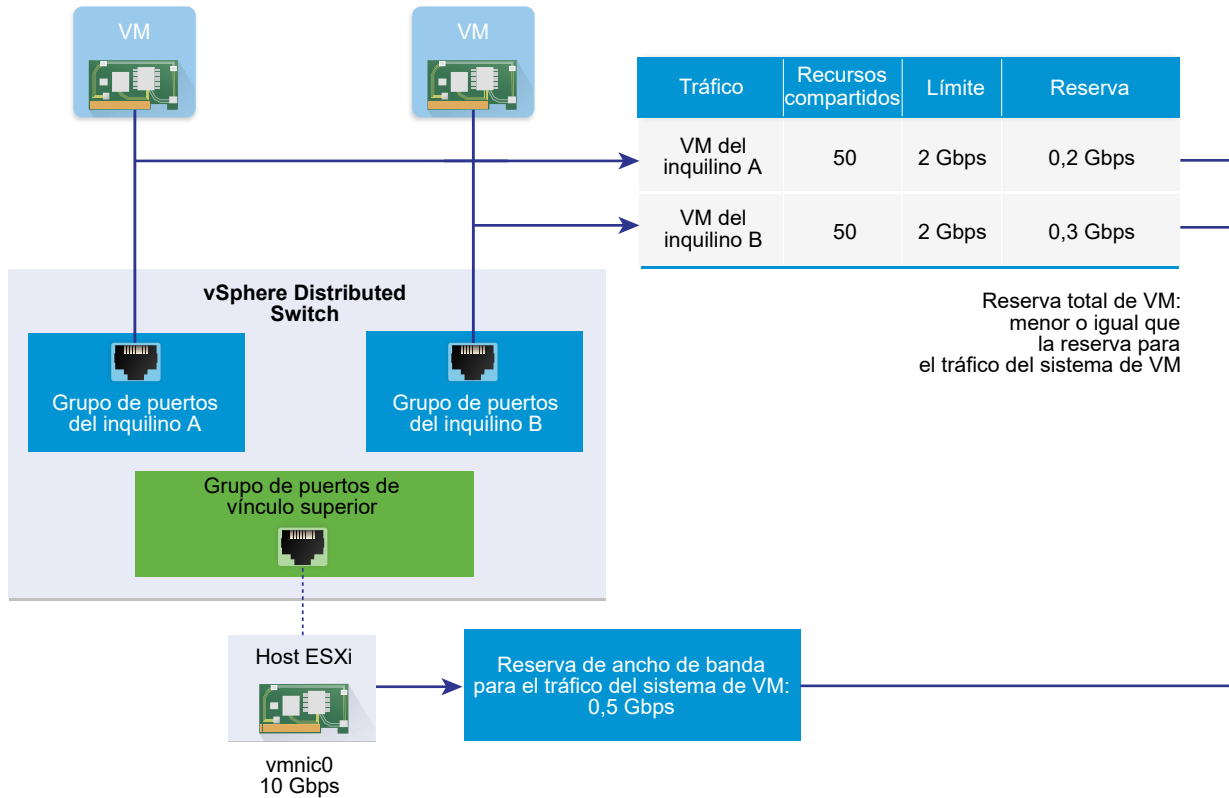 VM
VM
Tráfico
Recursos
compartidos
Límite
Reserva
VM del
inquilino A
50
2 Gbps
0,2 Gbps
VM del
inquilino B
50
2 Gbps
0,3 Gbps
Reserva total de VM:
menor o igual que
la reserva para
el tráfico del sistema de VM
vSphere Distributed
Switch
Grupo de puertos
del inquilino A
Grupo de puertos
del inquilino B
Grupo de puertos de
vínculo superior
Host ESXi
vmnic0
10 Gbps
Reserva de ancho de banda
para el tráfico del sistema de VM:
0,5 Gbps